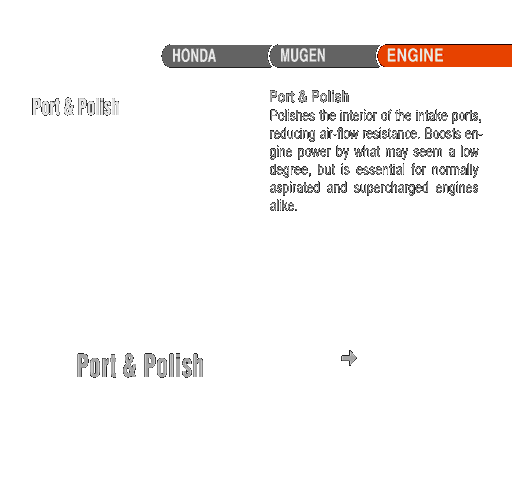 HONDA MUGEN ENGINE
Port & Polish
Port & Polish
Polishes the interior of the intake ports,
reducing air-flow resistance. Boosts en-
gine power by what may seem a low
degree, but is essential for normally
aspirated and supercharged engines
alike.
Port & Polish